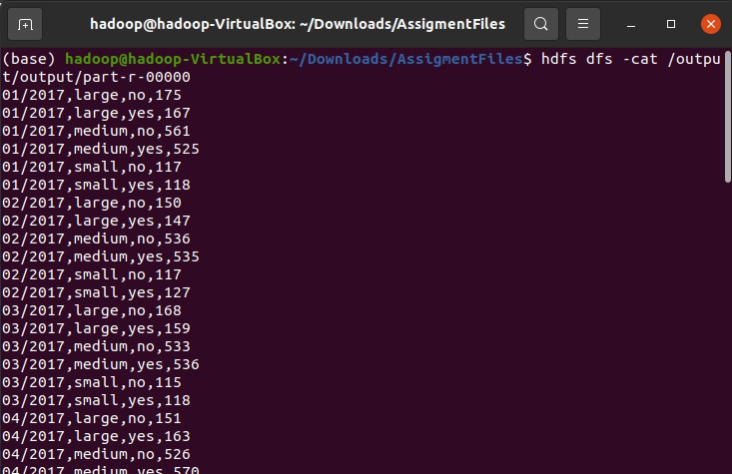 hadoop@hadoop-VirtualBox: ~/Downloads/AssigmentFiles
(base) hadoop@hadoop-VirtualBox:~/Downloads/AssigmentFiles$ hdfs dfs -cat /outpu
t/output/part-r-00000
01/2017,large,no,175
01/2017,large,yes,167
01/2017,medium,no,561
01/2017,medium,yes,525
01/2017,small,no,117
01/2017,small,yes,118
02/2017,large,no,150
02/2017,large,yes,147
02/2017,medium,no,536
02/2017,medium,yes,535
02/2017,small,no,117
02/2017,small,yes,127
03/2017,large,no,168
03/2017,large,yes,159
03/2017,medium,no,533
03/2017,medium,yes,536
03/2017,small,no,115
03/2017,small,yes,118
04/2017,large,no,151
04/2017,large,yes,163
04/2017,medium,no,526
04/2017,medium,yes,570